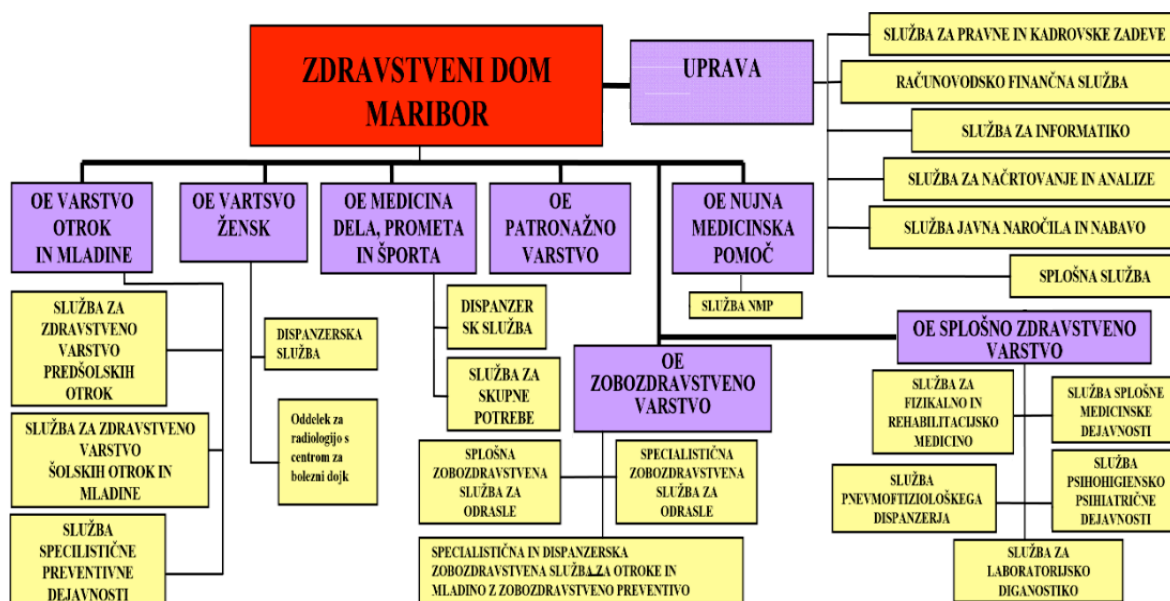 ZDRAVSTVENI DOM
MARIBOR
UPRAVA
SLUŽBA ZA PRAVNE IN KADROVSKE ZADEVE
RAČUNOVODSKO FINANČNA SLUŽBA
SLUŽBA ZA INFORMATIKO
SLUŽBA ZA NAČRTOVANJE IN ANALIZE
SLUŽBA JAVNA NAROČILA IN NABAVO
SPLOŠNA SLUŽBA
OE VARSTVO
OTROK
IN MLADINE
OE VARTSVO
ŽENSK
OE MEDICINA
DELA, PROMETA
IN ŠPORTA
OE
PATRONAŽNO
VARSTVO
OE NUJNA
MEDICINSKA
POMOČ
SLUŽBA ZA
ZDRAVSTVENO
VARSTVO
PREDŠOLSKIH
OTROK
SLUŽBA ZA ZDRAVSTVENO
VARSTVO
ŠOLSKIH OTROK IN
MLADINE
SLUŽBA
SPECILISTIČNE
PREVENTIVNE
DEJAVNOSTI
DISPANZERSKA
SLUŽBA
Oddelek za
radiologijo s
centrom za
bolezni dojk
DISPANZER
SK SLUŽBA
SLUŽBA ZA
SKUPNE
POTREBE
SLUŽBA NMP
OE
ZOBOZDRAVSTVENO
VARSTVO
SPLOŠNA
ZOBOZDRAVSTVENA
SLUŽBA ZA
ODRASLE
SPECIALISTIČNA
ZOBOZDRAVSTVENA
SLUŽBA ZA
ODRASLE
SPECIALISTIČNA IN DISPANZERSKA
ZOBOZDRAVSTVENA SLUŽBA ZA OTROKE IN
MLADINO Z ZOBOZDRAVSTVENO PREVENTIVO
OE SPLOŠNO ZDRAVSTVENO
VARSTVO
SLUŽBA ZA
FIZIKALNO IN
REHABILITACIJSKO
MEDICINO
SLUŽBA SPLOŠNE
MEDICINSKE
DEJAVNOSTI
SLUŽBA
PNEVMOFTIZIOLOŠKEGA
DISPANZERJA
SLUŽBA
PSIHOHIGIENSKO
PSIHIATRIČNE
DEJAVNOSTI
SLUŽBA ZA
LABORATORIJSKO
DIGANOSTIKO